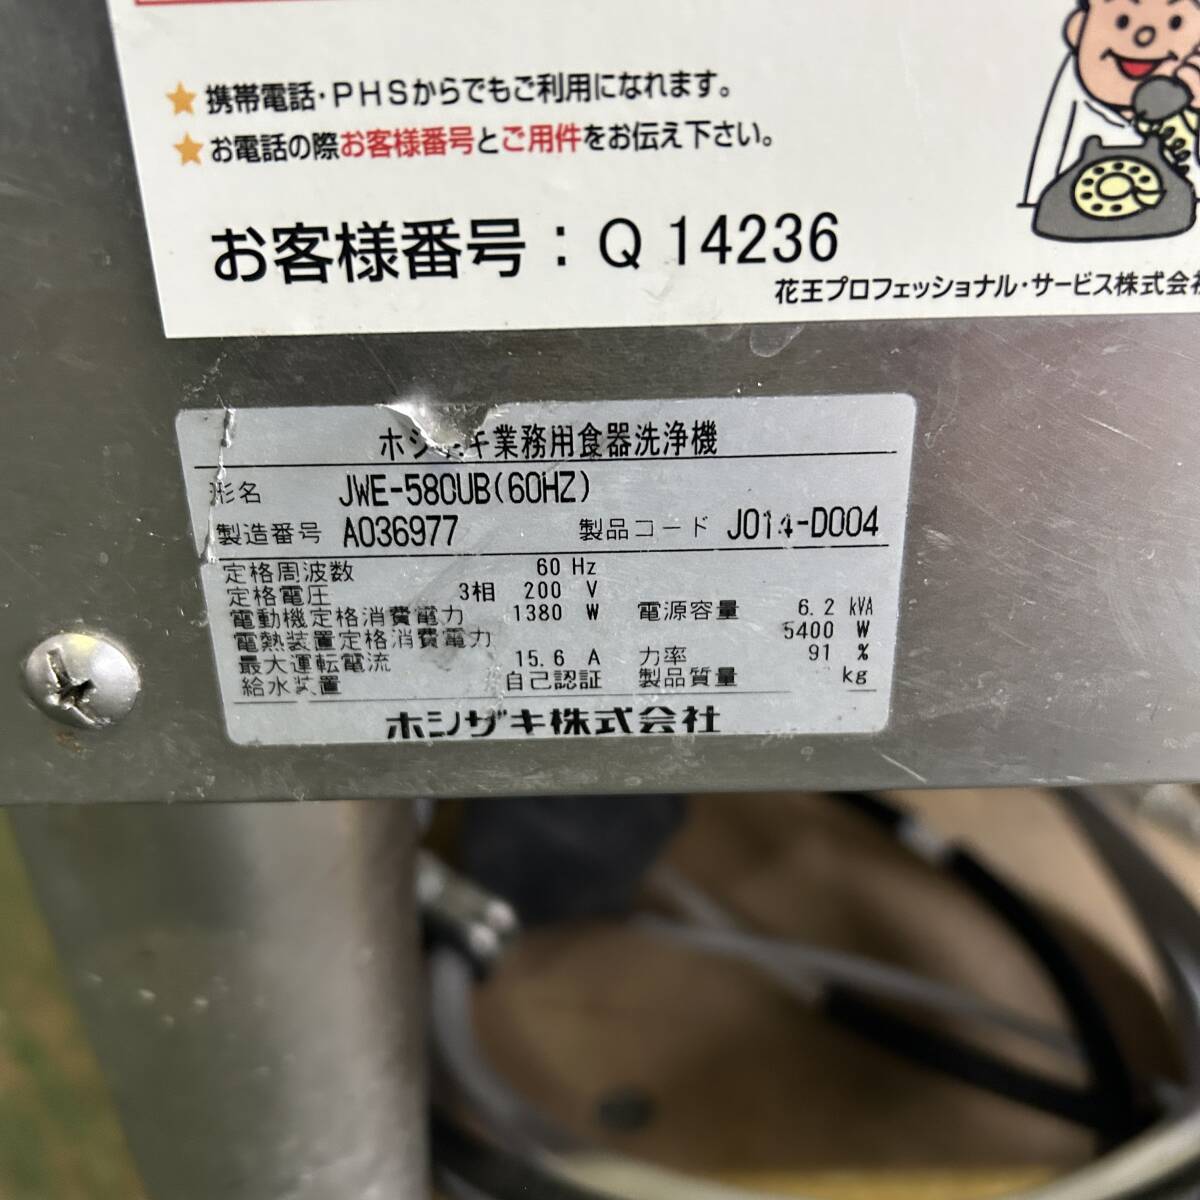 ★携帯電話・PHSからでもご利用になれます。
★お電話の際お客様番号とご用件をお伝え下さい。
お客様番号：Q 14236
花王プロフェッショナル・サービス株式会社
ホシザキ業務用食器洗浄機
形名 JWE-580UB(60HZ)
製造番号 A036977 製品コード J014-D004
定格周波数 60 Hz
定格電圧 3相 200 V
電動機定格消費電力 1380 W 電源容量 6.2 kVA
電熱装置定格消費電力 5400 W
最大運転電流 15.6 A 力率 91 %
給水装置 自己認証 製品質量 kg
ホシザキ株式会社